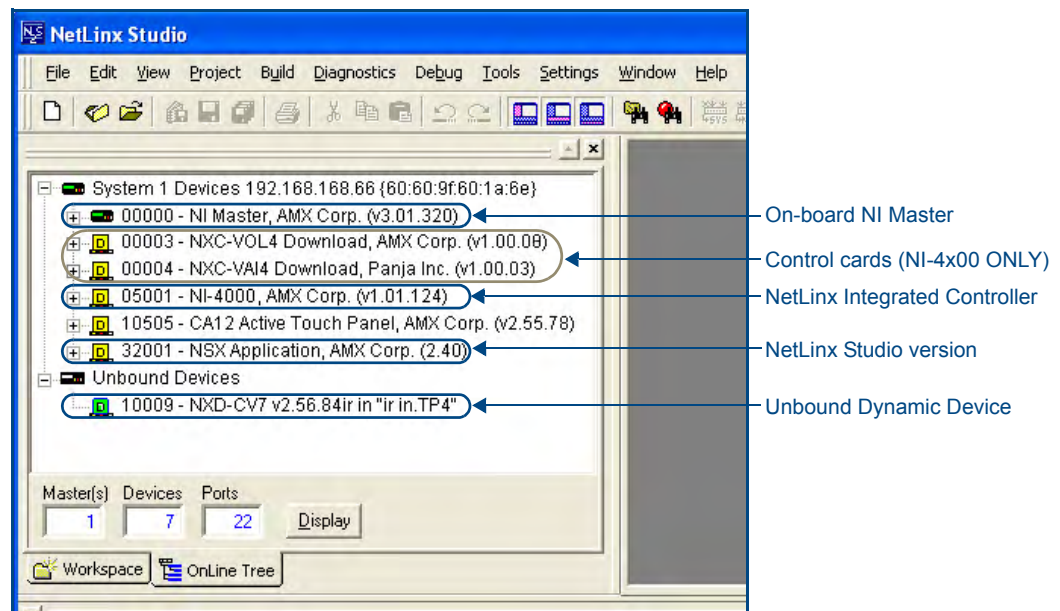 NetLinx Studio
File Edit View Project Build Diagnostics Debug Tools Settings Window Help
System 1 Devices 192.168.168.66 {60:60:9f:60:1a:6e}
00000 - NI Master, AMX Corp. (v3.01.320)
On-board NI Master
00003 - NXC-VOL4 Download, AMX Corp. (v1.00.08)
00004 - NXC-VAI4 Download, Panja Inc. (v1.00.03)
Control cards (NI-4x00 ONLY)
05001 - NI-4000, AMX Corp. (v1.01.124)
NetLinx Integrated Controller
10505 - CA12 Active Touch Panel, AMX Corp. (v2.55.78)
32001 - NSX Application, AMX Corp. (2.40)
NetLinx Studio version
Unbound Devices
10009 - NXD-CV7 v2.56.84ir in "ir in.TP4"
Unbound Dynamic Device
Master(s) Devices Ports
1 7 22 Display
Workspace OnLine Tree